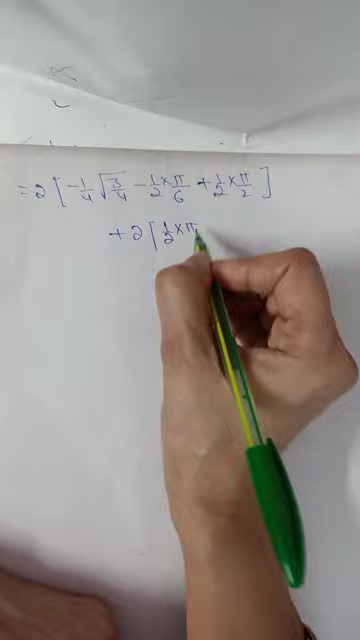 = 2 [ -1/4 √3/4 - 1/2 × π/6 + 1/2 × π/2 ]
+ 2 [ 1/2 × π